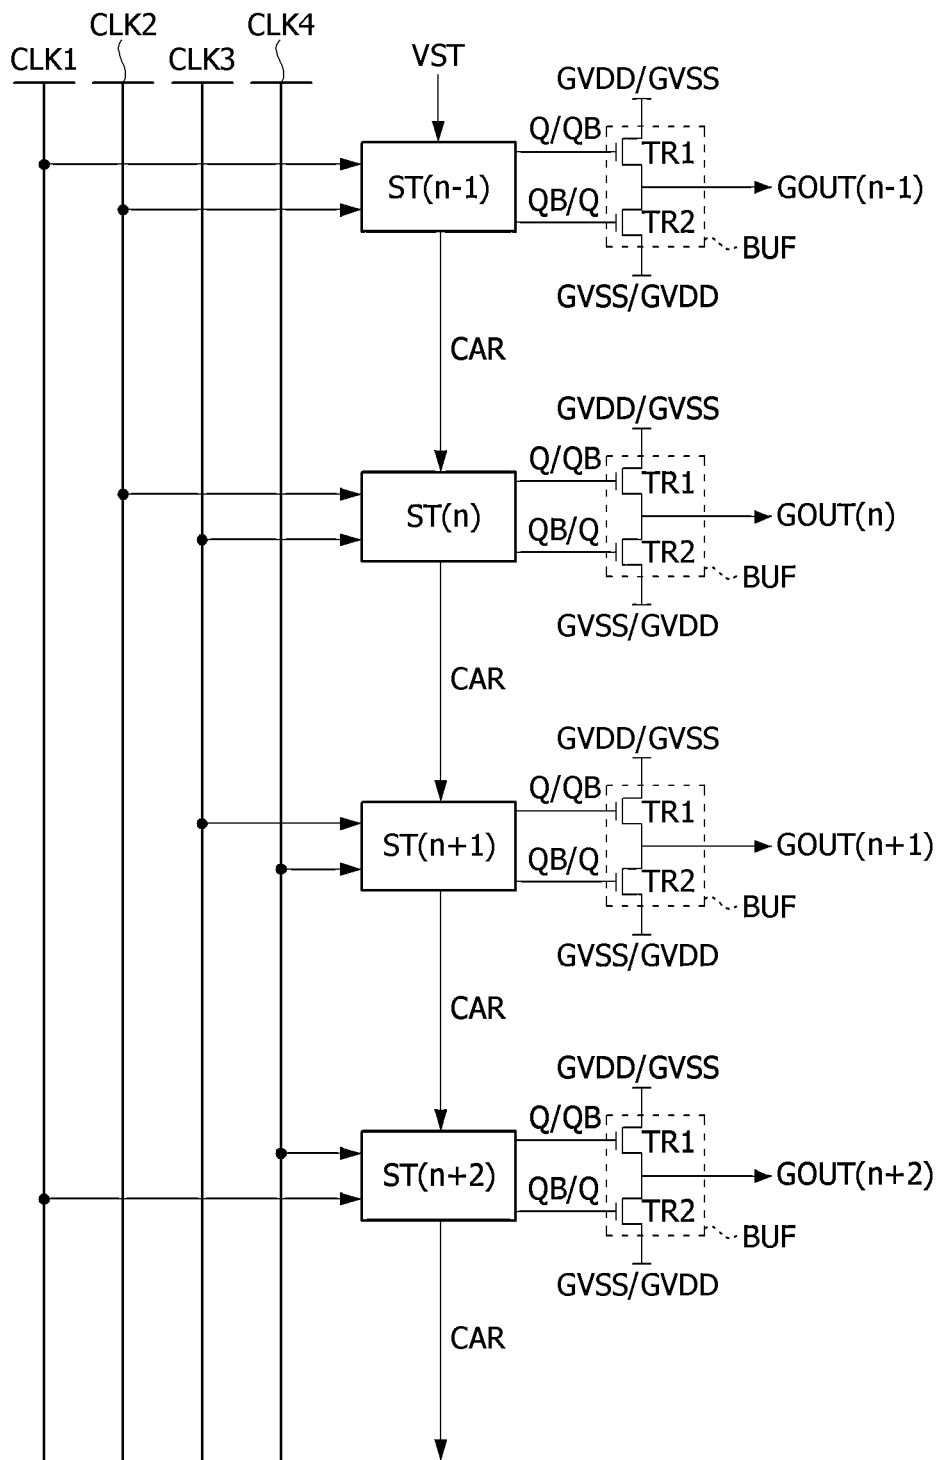 CLK1
CLK2
CLK3
CLK4
VST
GVDD/GVSS
Q/QB
TR1
ST(n-1)
GOUT(n-1)
QB/Q
TR2
BUF
GVSS/GVDD
CAR
GVDD/GVSS
Q/QB
TR1
ST(n)
GOUT(n)
QB/Q
TR2
BUF
GVSS/GVDD
CAR
GVDD/GVSS
Q/QB
TR1
ST(n+1)
GOUT(n+1)
QB/Q
TR2
BUF
GVSS/GVDD
CAR
GVDD/GVSS
Q/QB
TR1
ST(n+2)
GOUT(n+2)
QB/Q
TR2
BUF
GVSS/GVDD
CAR